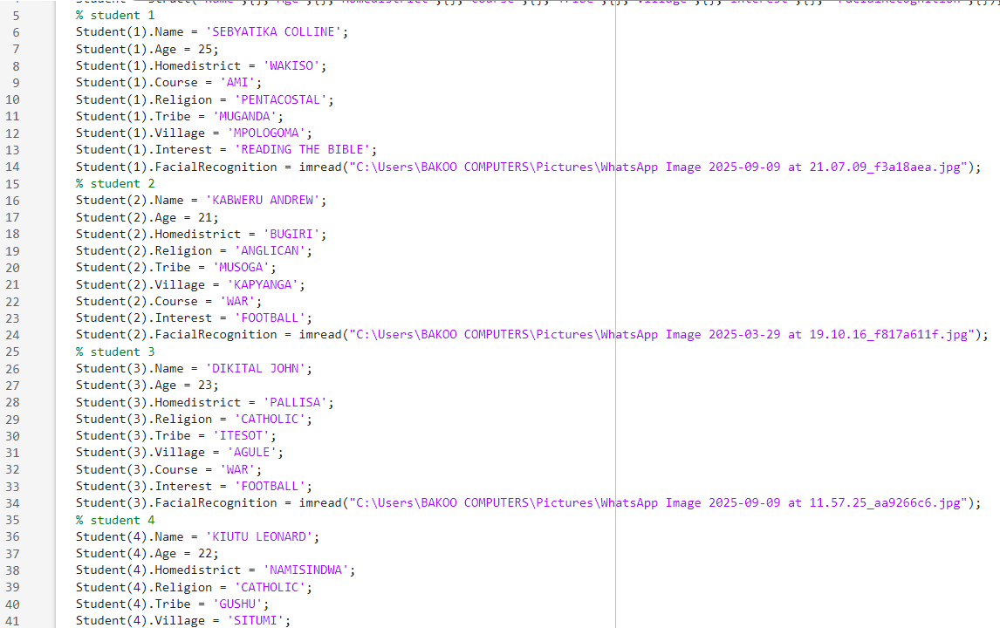 5 % student 1
6 Student(1).Name = 'SEBYATIKA COLLINE';
7 Student(1).Age = 25;
8 Student(1).Homedistrict = 'WAKISO';
9 Student(1).Course = 'AMI';
10 Student(1).Religion = 'PENTACOSTAL';
11 Student(1).Tribe = 'MUGANDA';
12 Student(1).Village = 'MPOLOGOMA';
13 Student(1).Interest = 'READING THE BIBLE';
14 Student(1).FacialRecognition = imread("C:\Users\BAKOO COMPUTERS\Pictures\WhatsApp Image 2025-09-09 at 21.07.09_f3a18aea.jpg");
15 % student 2
16 Student(2).Name = 'KABWERU ANDREW';
17 Student(2).Age = 21;
18 Student(2).Homedistrict = 'BUGIRI';
19 Student(2).Religion = 'ANGLICAN';
20 Student(2).Tribe = 'MUSOGA';
21 Student(2).Village = 'KAPYANGA';
22 Student(2).Course = 'WAR';
23 Student(2).Interest = 'FOOTBALL';
24 Student(2).FacialRecognition = imread("C:\Users\BAKOO COMPUTERS\Pictures\WhatsApp Image 2025-03-29 at 19.10.16_f817a611f.jpg");
25 % student 3
26 Student(3).Name = 'DIKITAL JOHN';
27 Student(3).Age = 23;
28 Student(3).Homedistrict = 'PALLISA';
29 Student(3).Religion = 'CATHOLIC';
30 Student(3).Tribe = 'ITESOT';
31 Student(3).Village = 'AGULE';
32 Student(3).Course = 'WAR';
33 Student(3).Interest = 'FOOTBALL';
34 Student(3).FacialRecognition = imread("C:\Users\BAKOO COMPUTERS\Pictures\WhatsApp Image 2025-09-09 at 11.57.25_aa9266c6.jpg");
35 % student 4
36 Student(4).Name = 'KIUTU LEONARD';
37 Student(4).Age = 22;
38 Student(4).Homedistrict = 'NAMISINDWA';
39 Student(4).Religion = 'CATHOLIC';
40 Student(4).Tribe = 'GUSHU';
41 Student(4).Village = 'SITUMI';